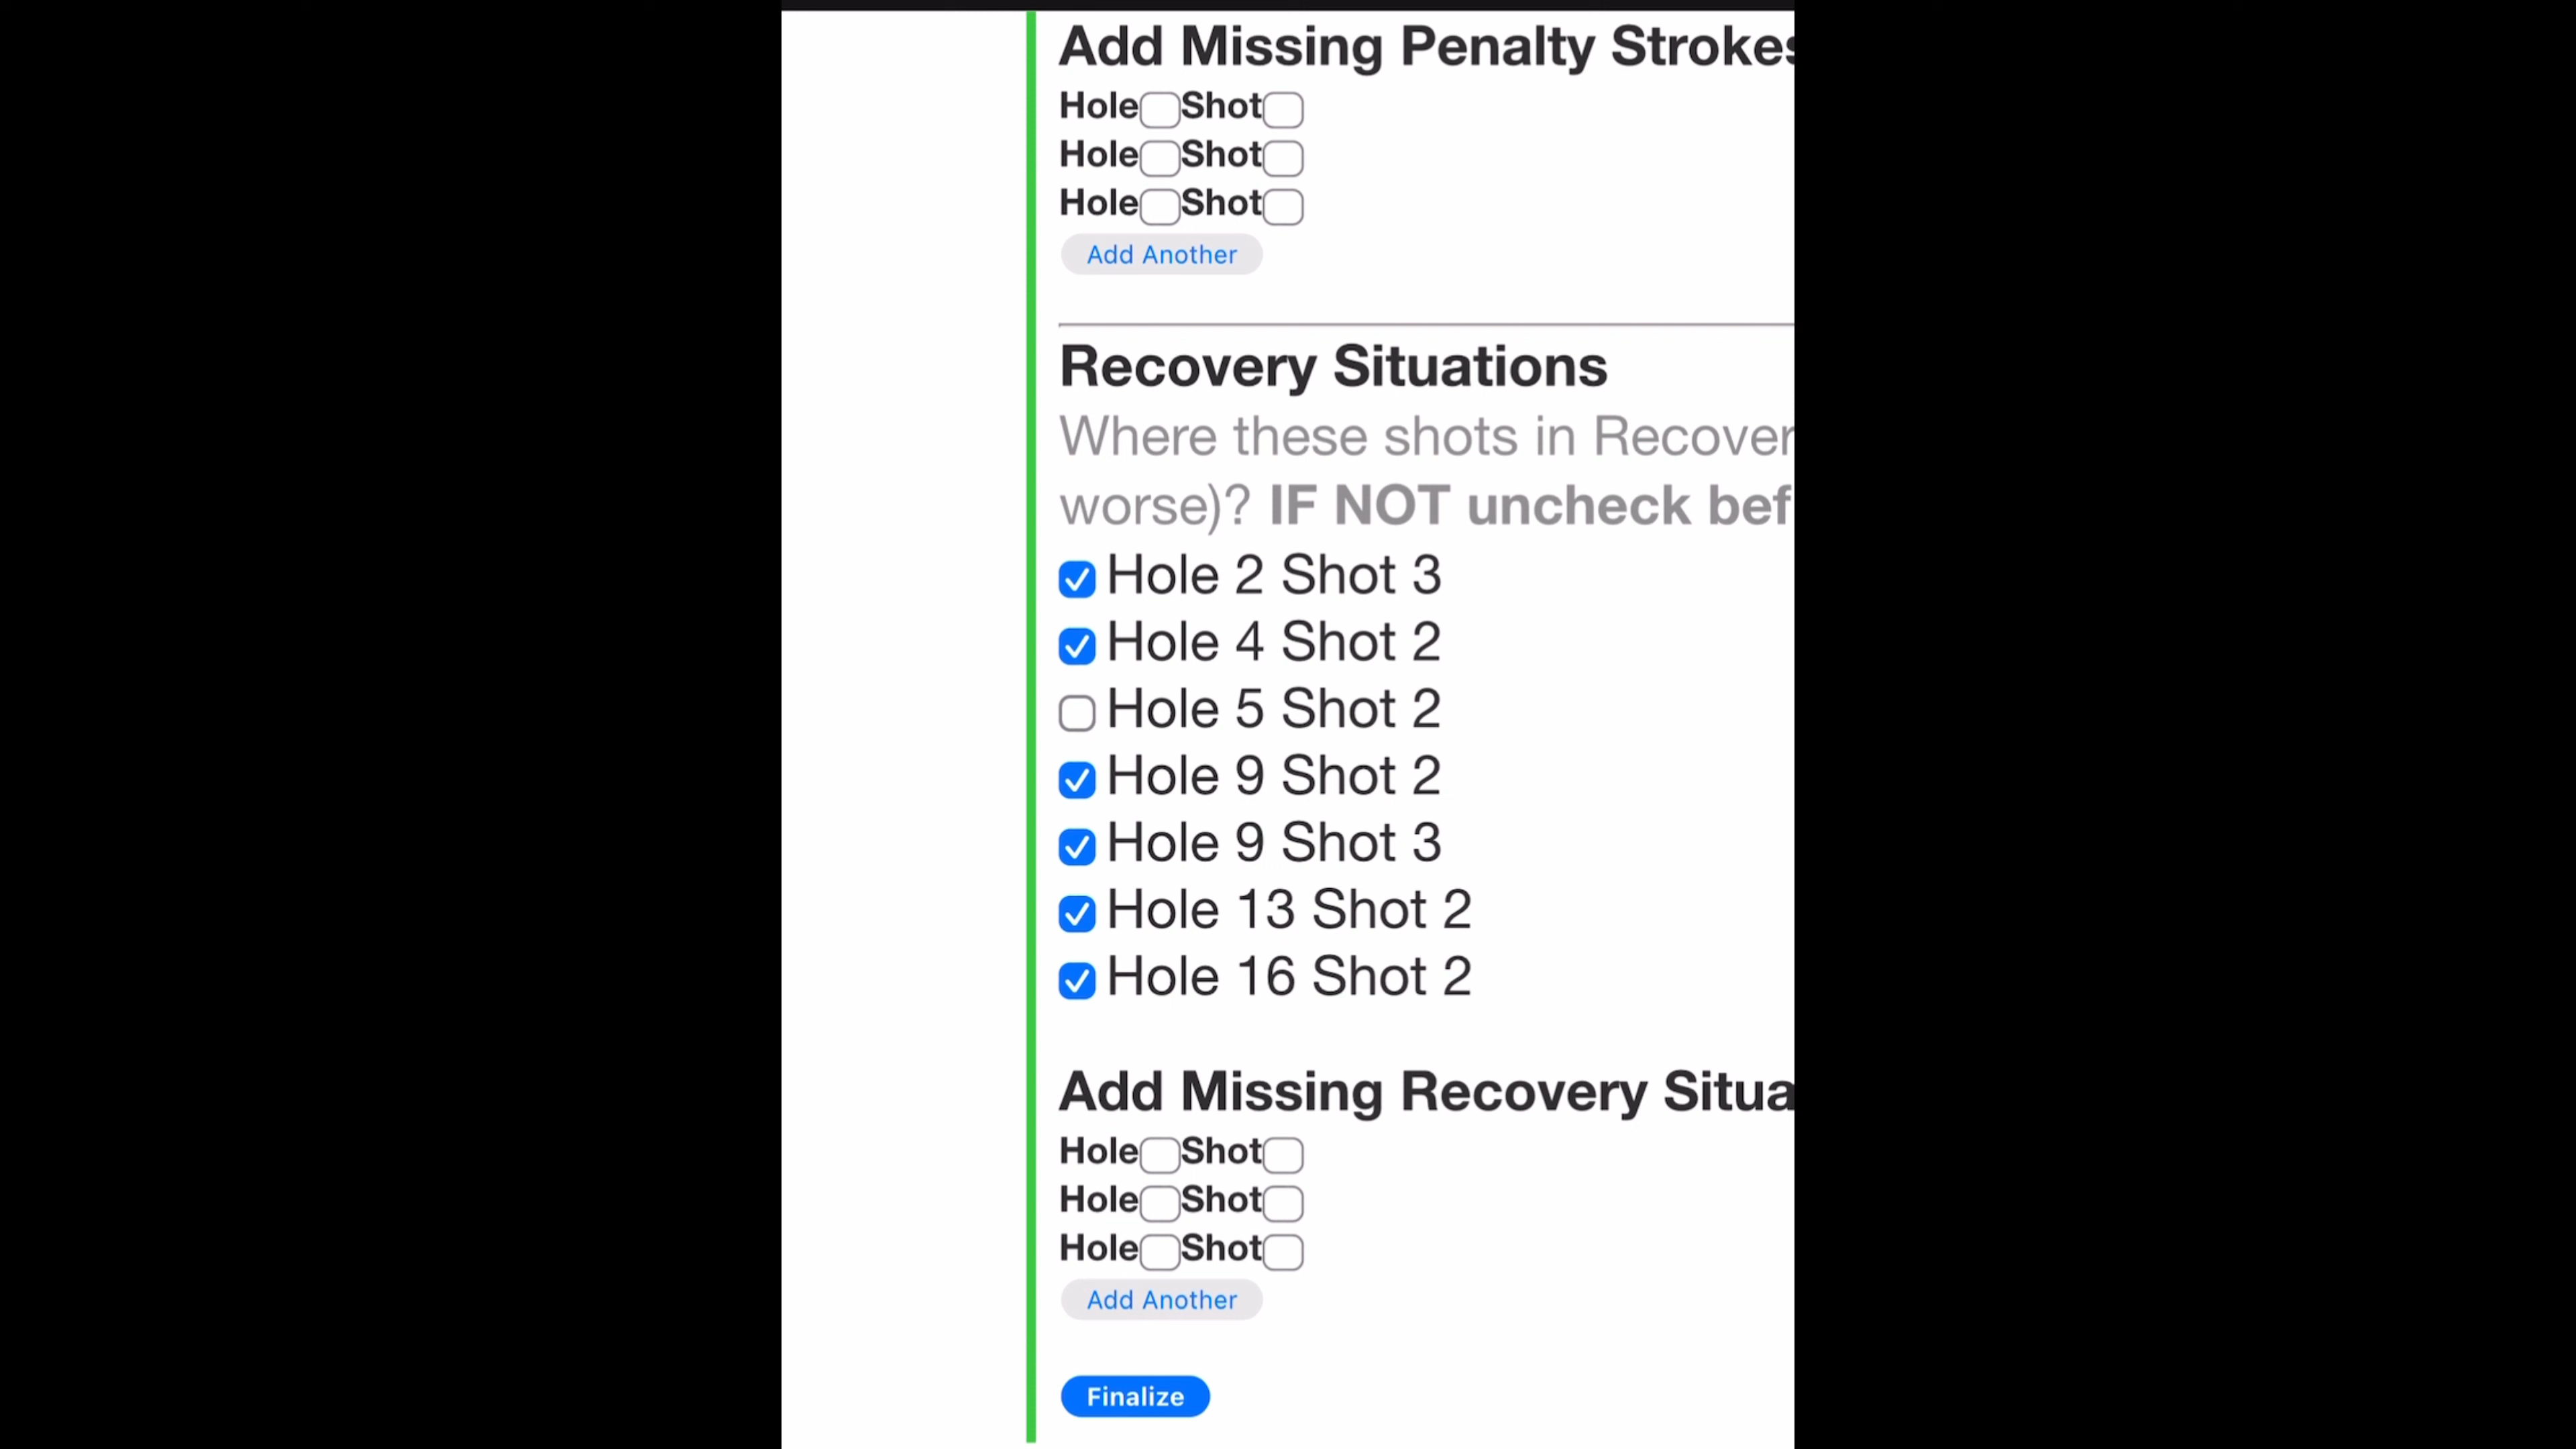 Add Missing Penalty Strokes
Hole Shot
Hole Shot
Hole Shot
Add Another
Recovery Situations
Where these shots in Recover
worse)? IF NOT uncheck bef
Hole 2 Shot 3
Hole 4 Shot 2
Hole 5 Shot 2
Hole 9 Shot 2
Hole 9 Shot 3
Hole 13 Shot 2
Hole 16 Shot 2
Add Missing Recovery Situa
Hole Shot
Hole Shot
Hole Shot
Add Another
Finalize